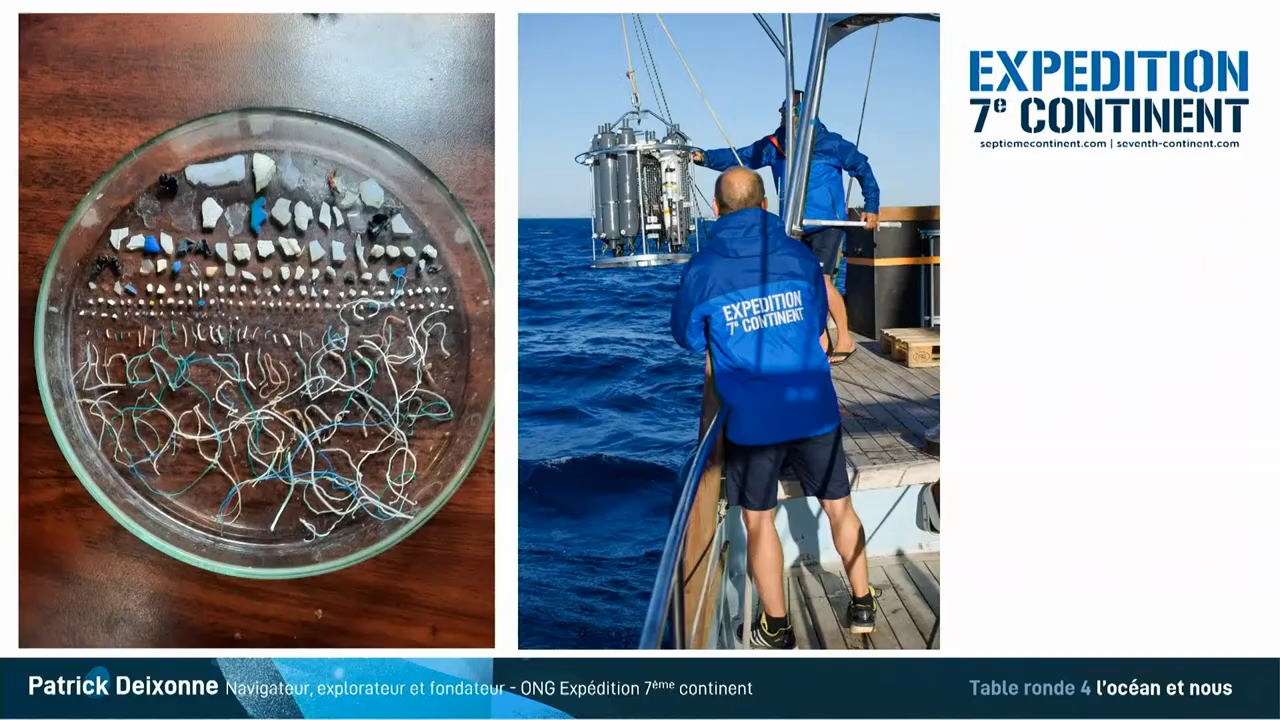 EXPEDITION
7e CONTINENT
septiemecontinent.com | seventh-continent.com
EXPEDITION
7e CONTINENT
Patrick Deixonne Navigateur, explorateur et fondateur - ONG Expédition 7ème continent
Table ronde 4 l'océan et nous